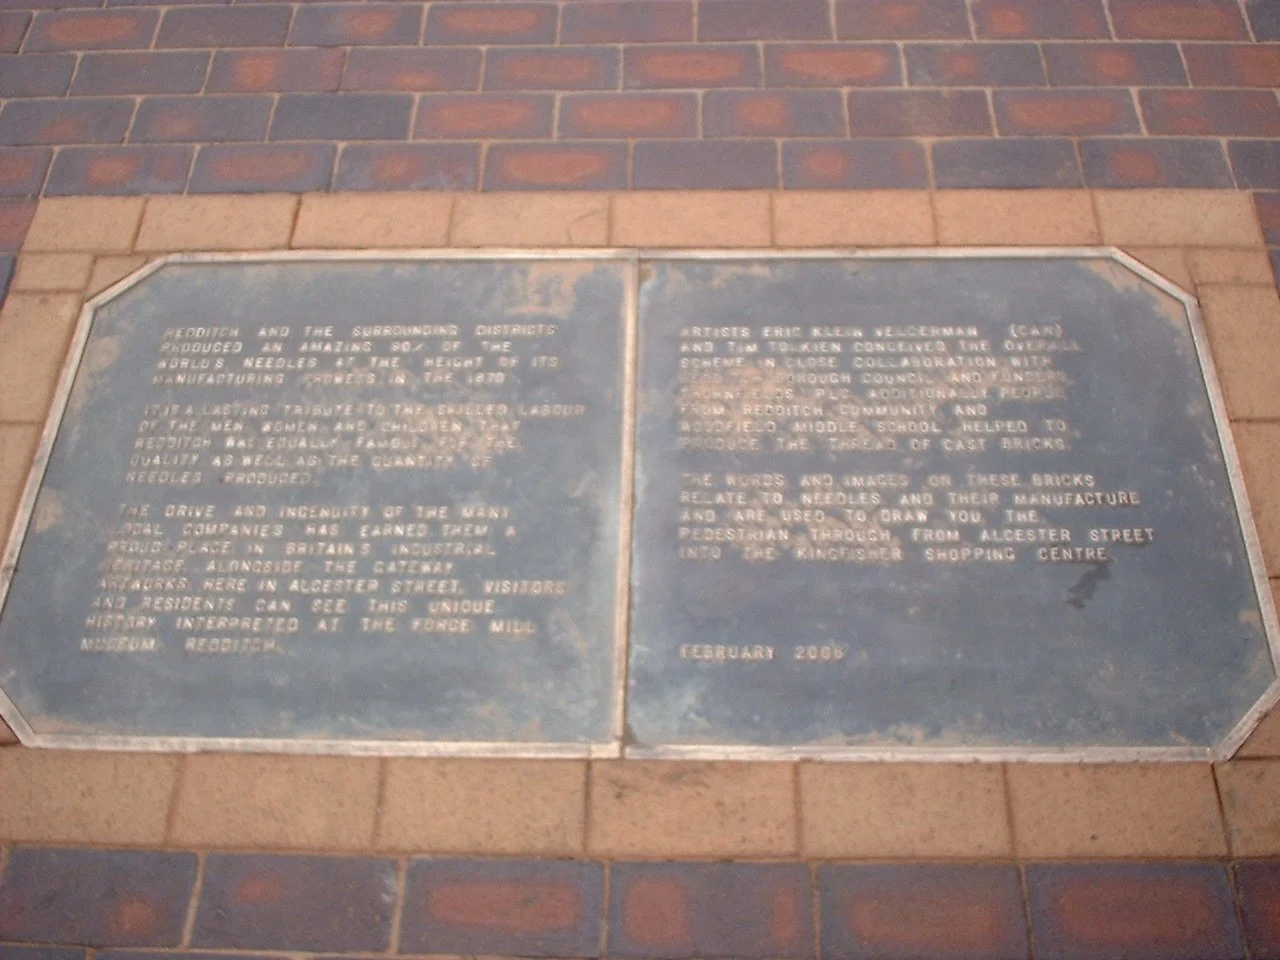 REDDITCH AND THE SURROUNDING DISTRICTS
PRODUCED AN AMAZING 90% OF THE
WORLD'S NEEDLES AT THE HEIGHT OF ITS
MANUFACTURING PROWESS IN THE
IT IS A LASTING TRIBUTE TO THE SKILLED LABOUR
OF THE MEN, WOMEN AND CHILDREN THAT
REDDITCH WAS EQUALLY FAMOUS FOR THE
QUALITY AS WELL AS THE QUANTITY OF
NEEDLES PRODUCED.
THE DRIVE AND INGENUITY OF THE MANY
LOCAL COMPANIES HAS EARNED THEM A
PROUD PLACE IN BRITAIN'S INDUSTRIAL
HERITAGE. ALONGSIDE THE GATEWAY
ARTWORKS HERE IN ALCESTER STREET, VISITORS
AND RESIDENTS CAN SEE THIS UNIQUE
HISTORY INTERPRETED AT THE FORGE MILL
MUSEUM, REDDITCH.
ARTISTS ERIC KLEIN VELDERMAN (CAN)
AND TIM TOLKIEN CONCEIVED THE OVERALL
SCHEME IN CLOSE COLLABORATION WITH
BOROUGH COUNCIL AND FUNDERS
THORNFIELDS PLC. ADDITIONALLY, PEOPLE
FROM REDDITCH COMMUNITY AND
WOODFIELD MIDDLE SCHOOL HELPED TO
PRODUCE THE THREAD OF CAST BRICKS.
THE WORDS AND IMAGES ON THESE BRICKS
RELATE TO NEEDLES AND THEIR MANUFACTURE
AND ARE USED TO DRAW YOU THE
PEDESTRIAN THROUGH, FROM ALCESTER STREET
INTO THE KINGFISHER SHOPPING CENTRE.
FEBRUARY 2006